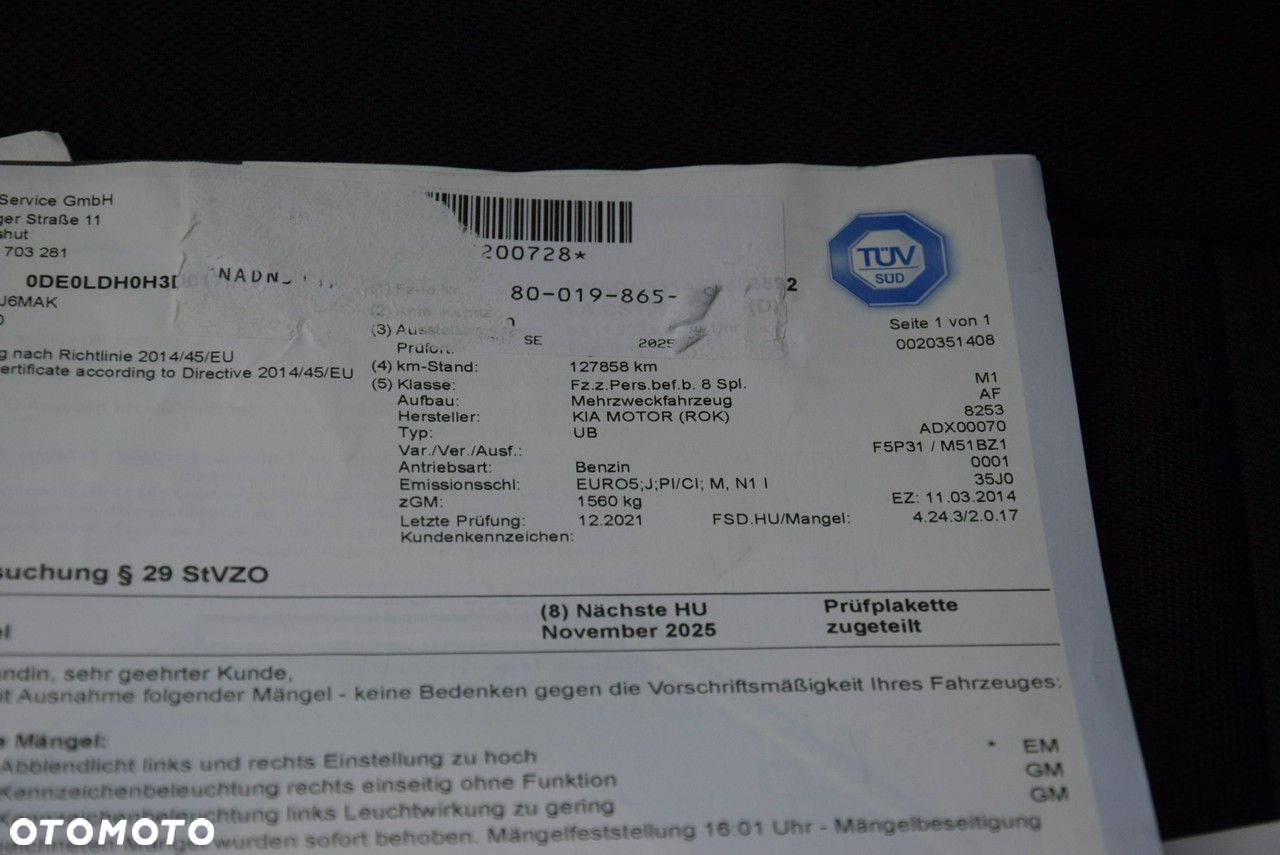 Service GmbH
ger Straße 11
shut
703 281
0DE0LDH0H3
NADN
J6MAK
200728*
80-019-865-
2
TÜV
SÜD
Seite 1 von 1
0020351408
g nach Richtlinie 2014/45/EU
ertificate according to Directive 2014/45/EU
(3)
Prüfort:
SE
2025
(4) km-Stand: 127858 km
(5) Klasse: Fz.z.Pers.bef.b. 8 Spl. M1
Aufbau: Mehrzweckfahrzeug AF
Hersteller: KIA MOTOR (ROK) 8253
Typ: UB ADX00070
Var./Ver./Ausf.: F5P31 / M51BZ1
Antriebsart: Benzin 0001
Emissionsschl: EURO5;J;PI/CI; M, N1 I 35J0
zGM: 1560 kg EZ: 11.03.2014
Letzte Prüfung: 12.2021 FSD.HU/Mangel: 4.24.3/2.0.17
Kundenkennzeichen:
suchung § 29 StVZO
(8) Nächste HU Prüfplakette
November 2025 zugeteilt
el
ndin, sehr geehrter Kunde,
it Ausnahme folgender Mängel - keine Bedenken gegen die Vorschriftsmäßigkeit Ihres Fahrzeuges:
e Mängel:
Abblendlicht links und rechts Einstellung zu hoch * EM
Kennzeichenbeleuchtung rechts einseitig ohne Funktion GM
links Leuchtwirkung zu gering GM
wurden sofort behoben. Mängelfeststellung 16:01 Uhr - Mängelbeseitigung
OTOMOTO